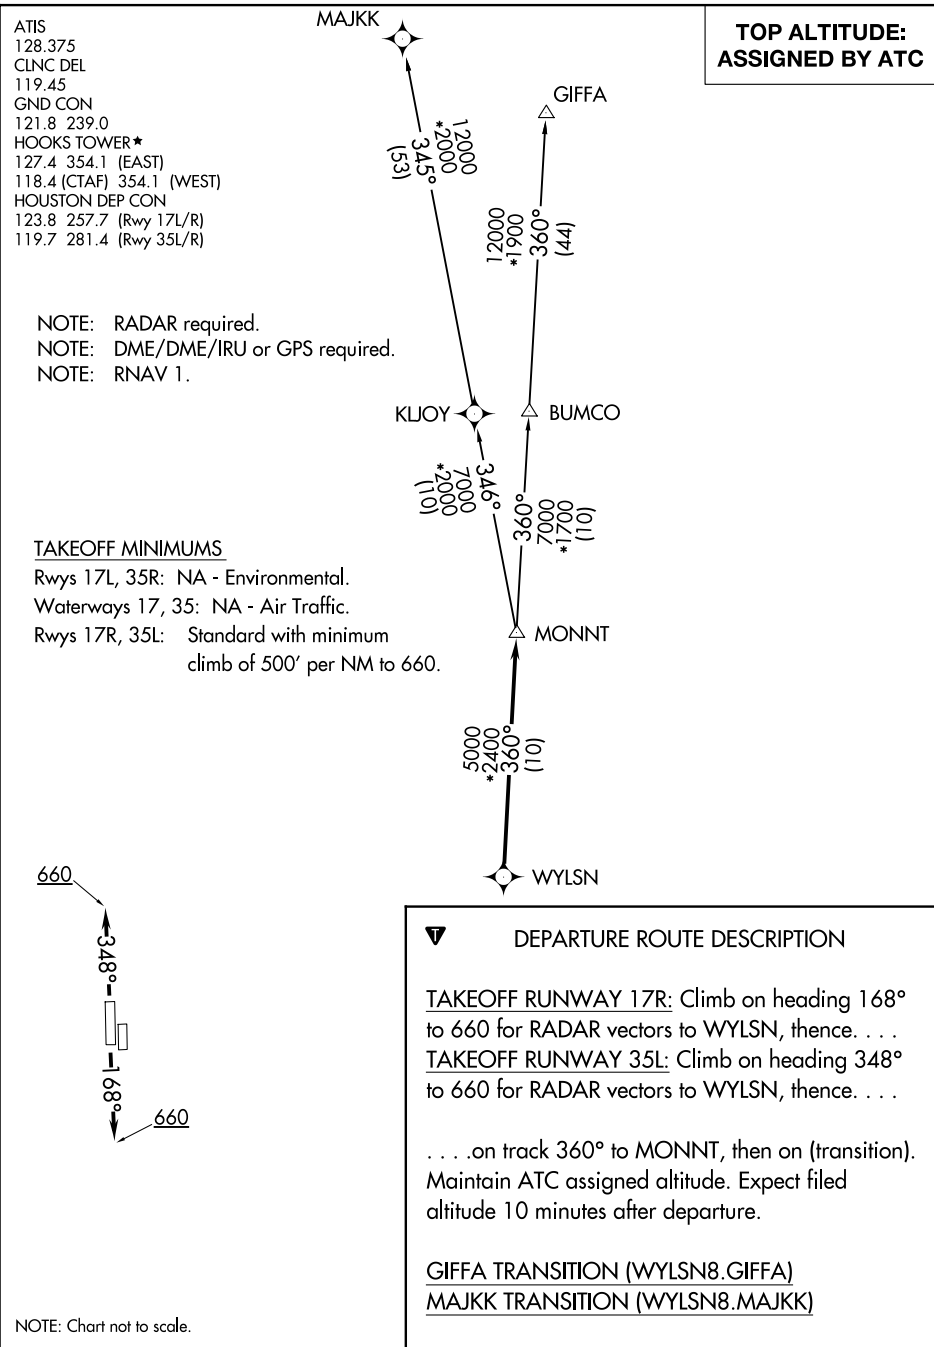 ATIS
128.375
CLNC DEL
119.45
GND CON
121.8 239.0
HOOKS TOWER★
127.4 354.1 (EAST)
118.4 (CTAF) 354.1 (WEST)
HOUSTON DEP CON
123.8 257.7 (Rwy 17L/R)
119.7 281.4 (Rwy 35L/R)
TOP ALTITUDE:
ASSIGNED BY ATC
MAJKK
GIFFA
12000
*2000
345°
(53)
12000
*1900
360°
(44)
NOTE: RADAR required.
NOTE: DME/DME/IRU or GPS required.
NOTE: RNAV 1.
KLJOY
BUMCO
7000
*2000
346°
(10)
360°
7000
*1700
(10)
TAKEOFF MINIMUMS
Rwys 17L, 35R: NA - Environmental.
Waterways 17, 35: NA - Air Traffic.
Rwys 17R, 35L: Standard with minimum
climb of 500' per NM to 660.
MONNT
5000
*2400
360°
(10)
WYLSN
660
348°
168°
660
T
DEPARTURE ROUTE DESCRIPTION
TAKEOFF RUNWAY 17R: Climb on heading 168°
to 660 for RADAR vectors to WYLSN, thence. . . .
TAKEOFF RUNWAY 35L: Climb on heading 348°
to 660 for RADAR vectors to WYLSN, thence. . . .
. . . .on track 360° to MONNT, then on (transition).
Maintain ATC assigned altitude. Expect filed
altitude 10 minutes after departure.
GIFFA TRANSITION (WYLSN8.GIFFA)
MAJKK TRANSITION (WYLSN8.MAJKK)
NOTE: Chart not to scale.